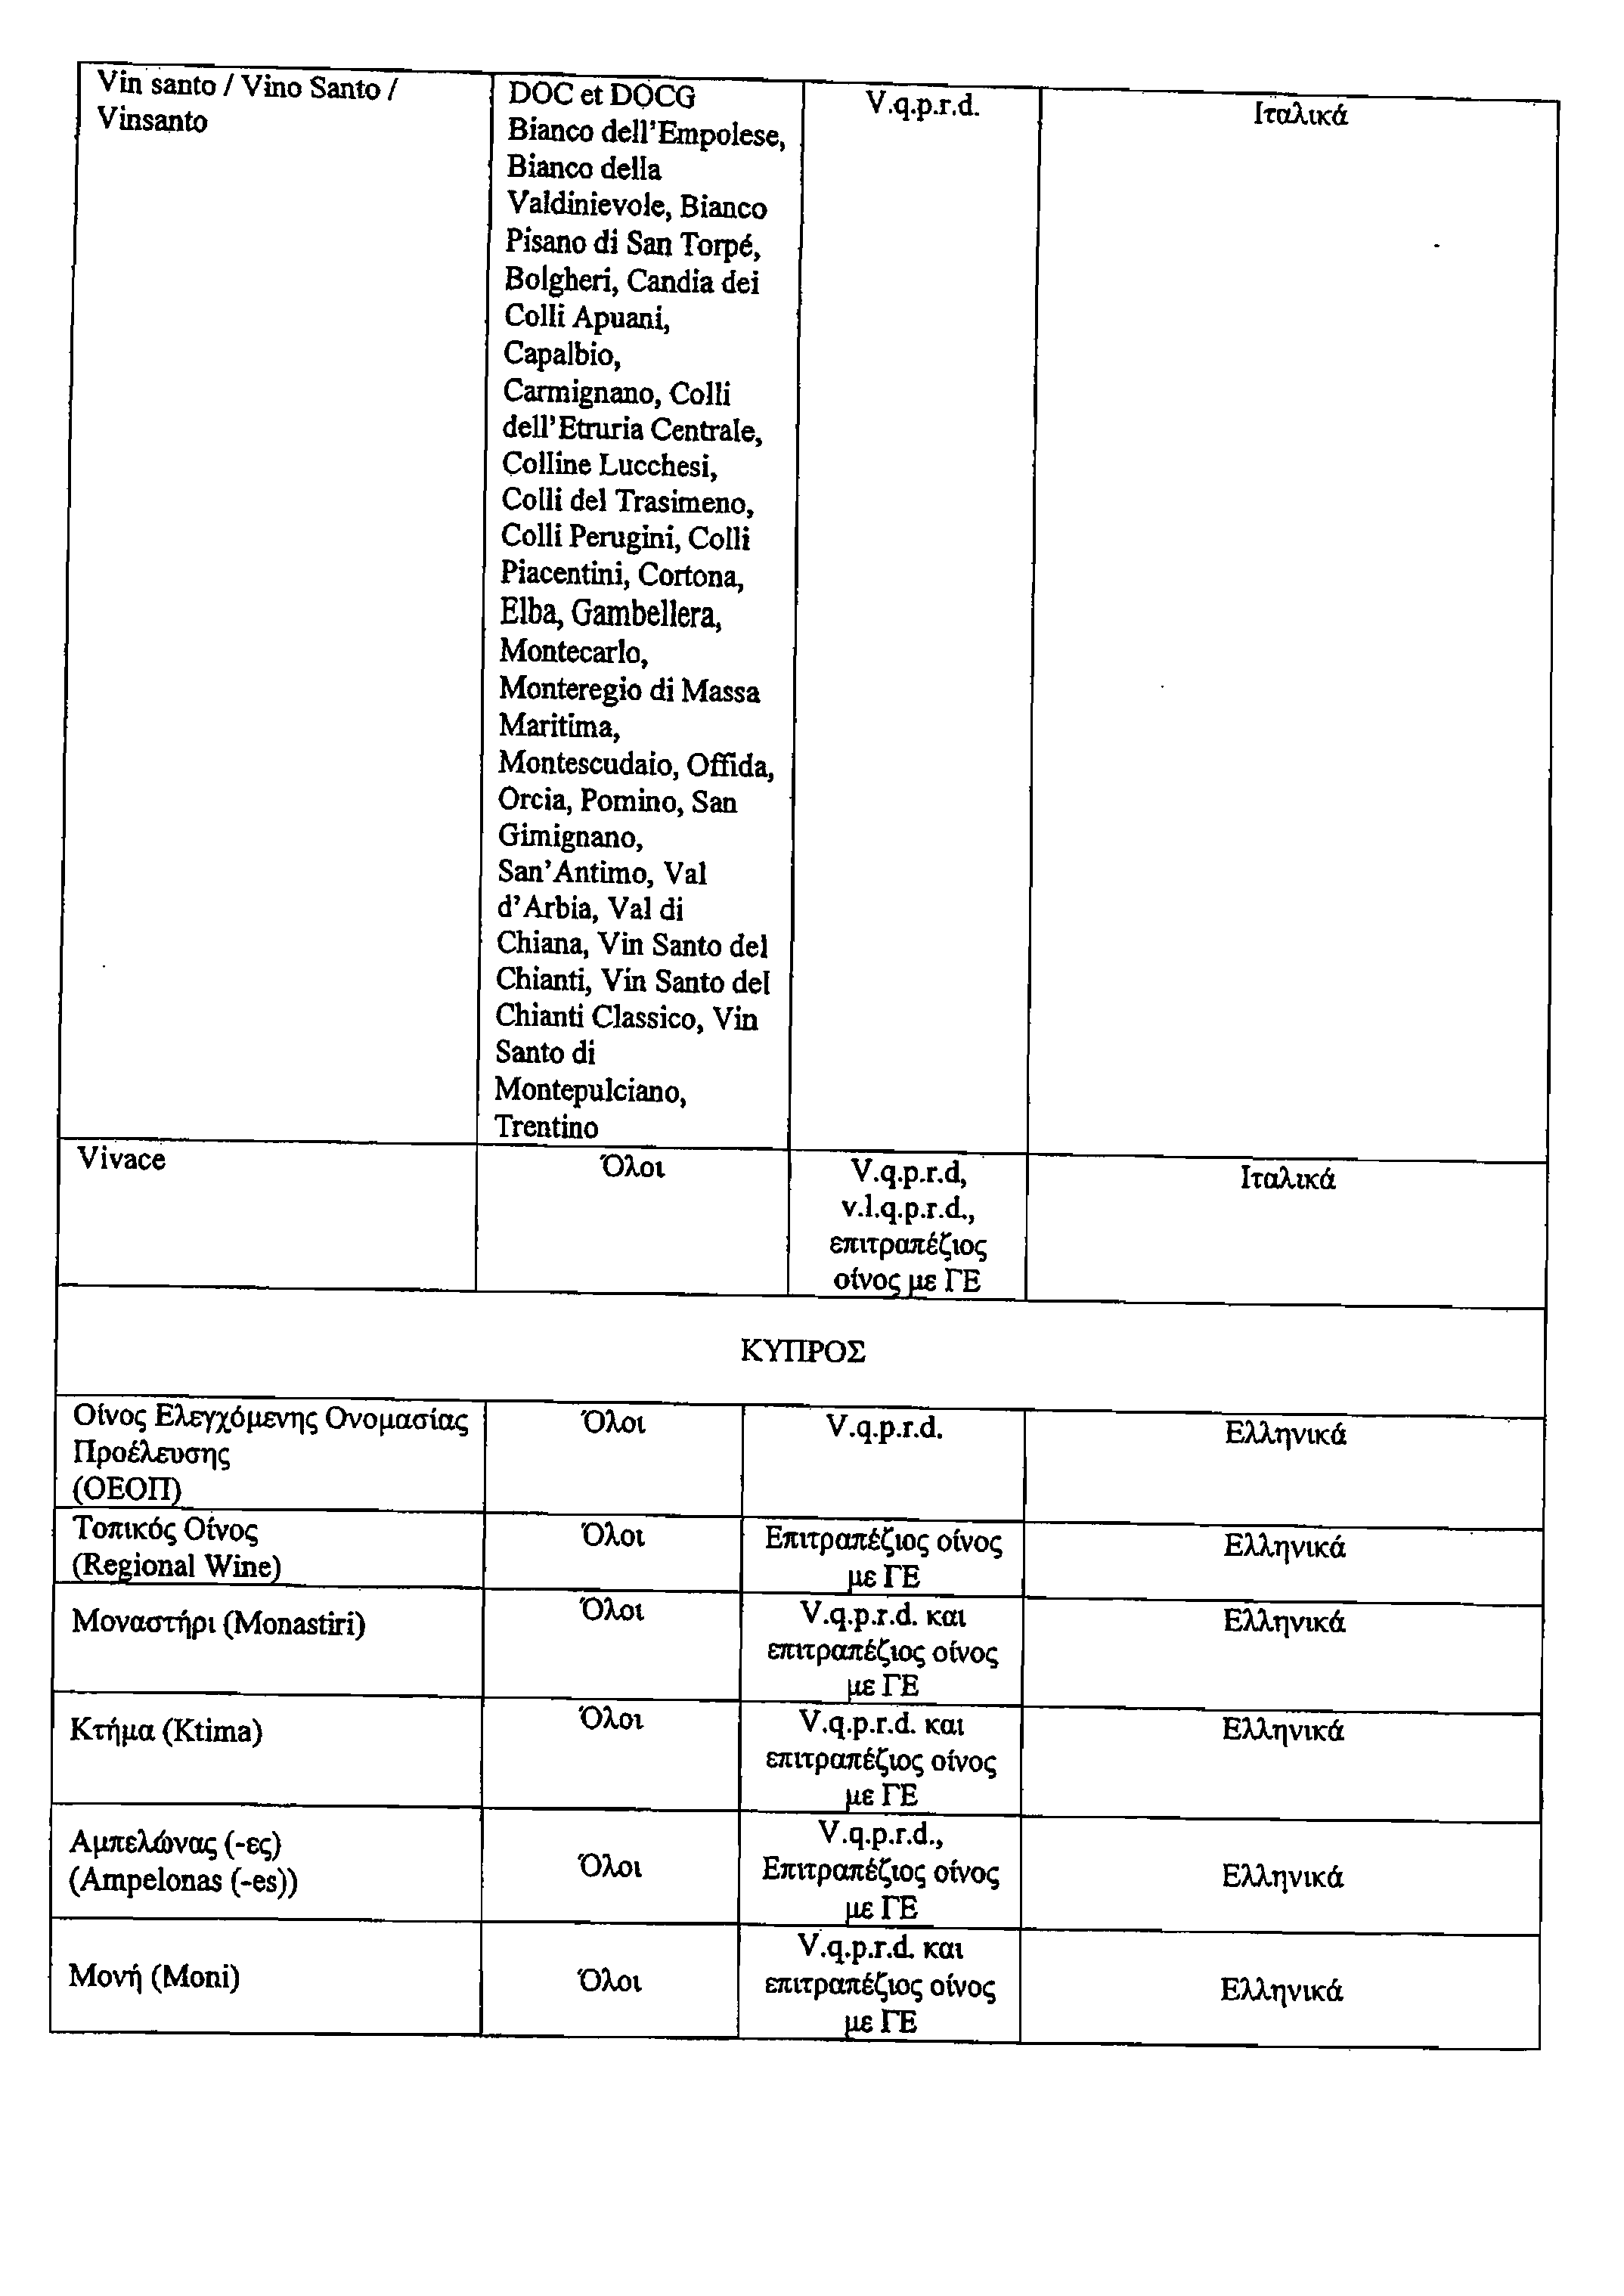 Vin santo / Vino Santo /
Vinsanto
DOC et DOCG
Bianco dell'Empolese,
Bianco della
Valdinievole, Bianco
Pisano di San Torpé,
Bolgheri, Candia dei
Colli Apuani,
Capalbio,
Carmignano, Colli
dell'Etruria Centrale,
Colline Lucchesi,
Colli del Trasimeno,
Colli Perugini, Colli
Piacentini, Cortona,
Elba, Gambellera,
Montecarlo,
Monteregio di Massa
Maritima,
Montescudaio, Offida,
Orcia, Pomino, San
Gimignano,
San'Antimo, Val
d'Arbia, Val di
Chiana, Vin Santo del
Chianti, Vin Santo del
Chianti Classico, Vin
Santo di
Montepulciano,
Trentino
V.q.p.r.d.
Ιταλικά
Vivace
Όλοι
V.q.p.r.d,
v.l.q.p.r.d.,
επιτραπέζιος
οίνος με ΓΕ
Ιταλικά
ΚΥΠΡΟΣ
Οίνος Ελεγχόμενης Ονομασίας
Προέλευσης
(ΟΕΟΠ)
Όλοι
V.q.p.r.d.
Ελληνικά
Τοπικός Οίνος
(Regional Wine)
Όλοι
Επιτραπέζιος οίνος
με ΓΕ
Ελληνικά
Μοναστήρι (Monastiri)
Όλοι
V.q.p.r.d. και
επιτραπέζιος οίνος
με ΓΕ
Ελληνικά
Κτήμα (Ktima)
Όλοι
V.q.p.r.d. και
επιτραπέζιος οίνος
με ΓΕ
Ελληνικά
Αμπελώνας (-ες)
(Ampelonas (-es))
Όλοι
V.q.p.r.d.,
Επιτραπέζιος οίνος
με ΓΕ
Ελληνικά
Μονή (Moni)
Όλοι
V.q.p.r.d. και
επιτραπέζιος οίνος
με ΓΕ
Ελληνικά